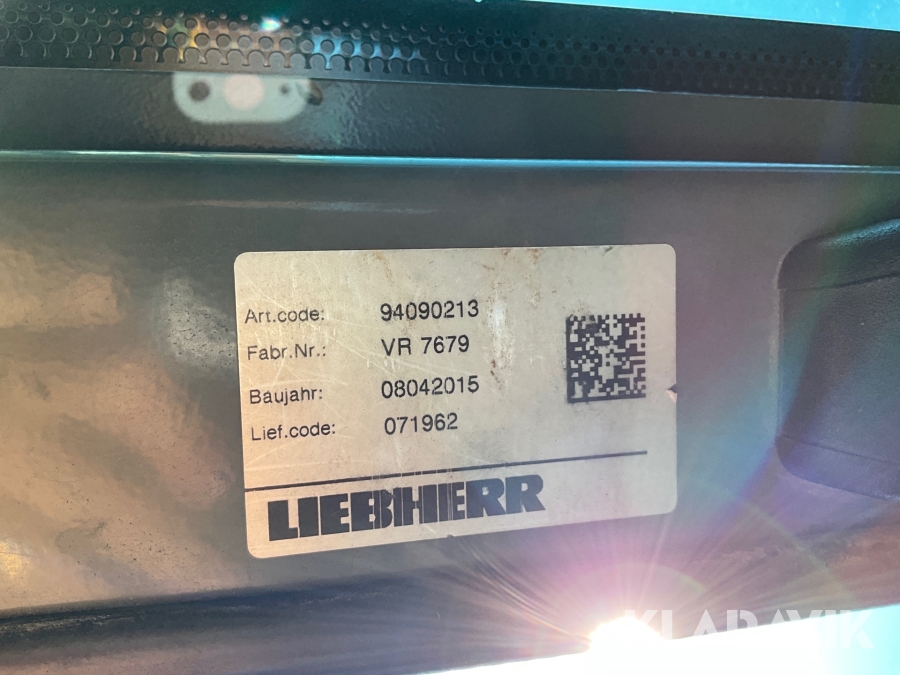 Art.code: 94090213
Fabr.Nr.: VR 7679
Baujahr: 08042015
Lief.code: 071962
LIEBHERR
KLARAVIK